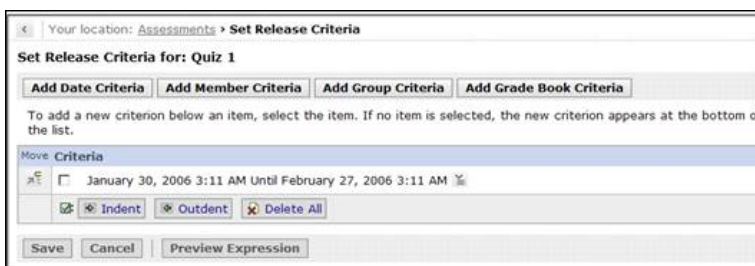 Your location: Assessments › Set Release Criteria
Set Release Criteria for: Quiz 1
Add Date Criteria Add Member Criteria Add Group Criteria Add Grade Book Criteria
To add a new criterion below an item, select the item. If no item is selected, the new criterion appears at the bottom
the list.
Move Criteria
January 30, 2006 3:11 AM Until February 27, 2006 3:11 AM
Indent Outdent Delete All
Save Cancel Preview Expression